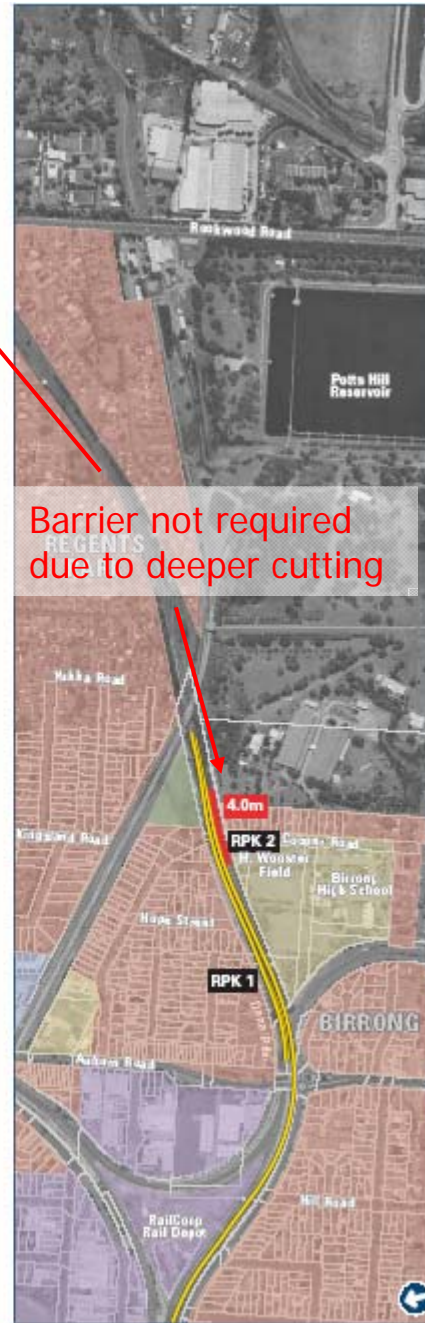 Rookwood Road
Potts Hill
Reservoir
Barrier not required
due to deeper cutting
REGENTS
Mukka Road
4.0m
RPK 2
Cooper Road
Kingsland Road
H. Wooster
Field
Birrong
High School
Hope Street
RPK 1
BIRRONG
Auburn Road
Hill Road
RailCorp
Rail Depot